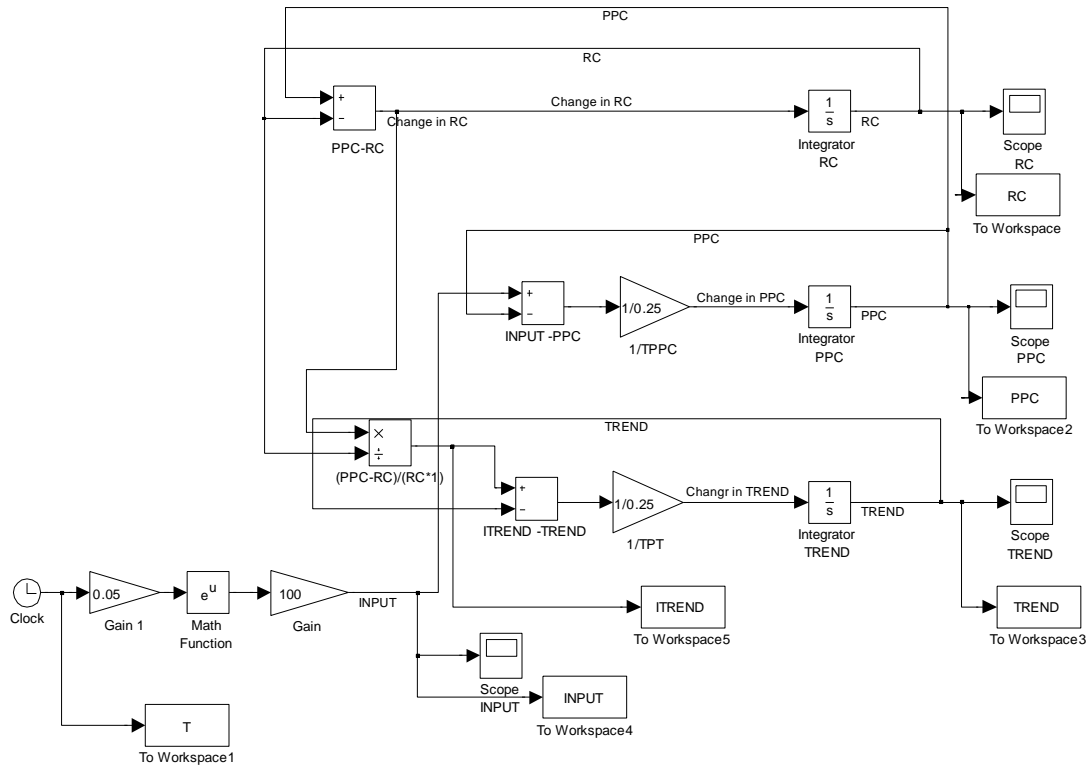 PPC
RC
+
−
Change in RC
PPC-RC
Change in RC
1
s
Integrator
RC
RC
Scope
RC
RC
To Workspace
PPC
+
−
INPUT -PPC
1/0.25
1/TPPC
Change in PPC
1
s
Integrator
PPC
PPC
Scope
PPC
PPC
To Workspace2
TREND
×
÷
(PPC-RC)/(RC*1)
+
−
ITREND -TREND
1/0.25
1/TPT
Changr in TREND
1
s
Integrator
TREND
TREND
Scope
TREND
Clock
0.05
Gain 1
e^u
Math
Function
100
Gain
INPUT
ITREND
To Workspace5
TREND
To Workspace3
Scope
INPUT
INPUT
To Workspace4
T
To Workspace1